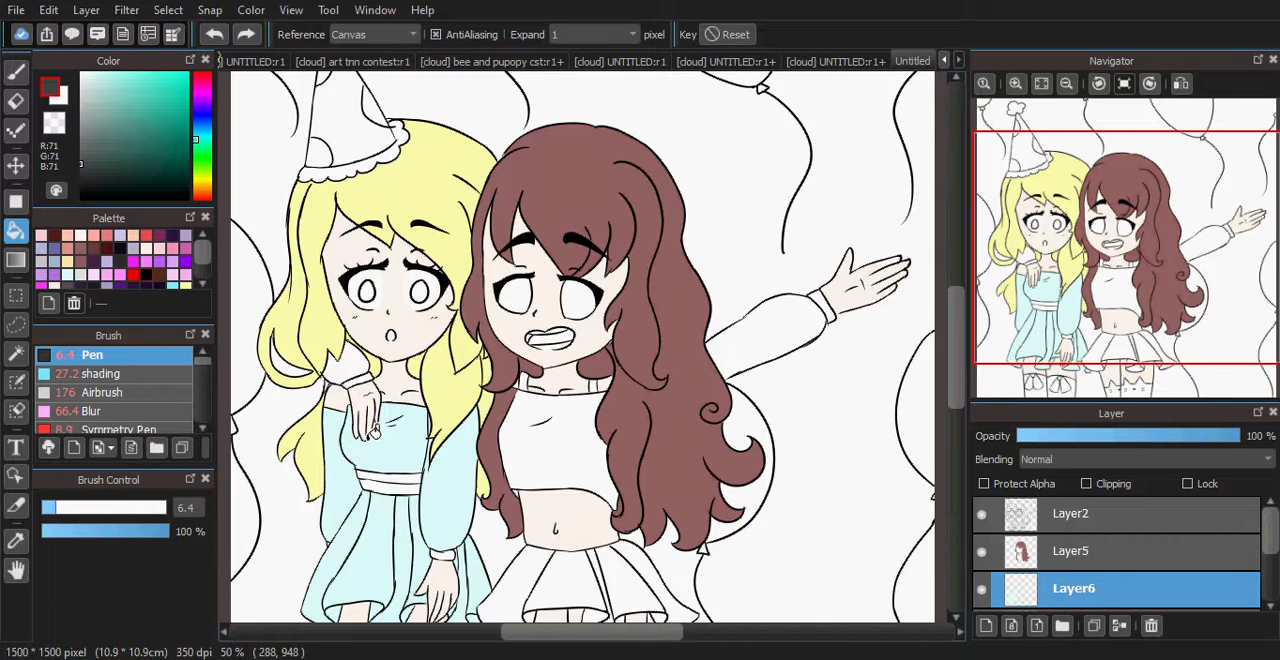 File Edit Layer Filter Select Snap Color View Tool Window Help
Reference Canvas AntiAliasing Expand 1 pixel Key Reset
UNTITLED:r1 [cloud] art tnn contest:r1 [cloud] bee and pupopy cst:r1+ [cloud] UNTITLED:r1 [cloud] UNTITLED:r1+ [cloud] UNTITLED:r1+ Untitled
Color
R:71
G:71
B:71
Palette
---
Brush
6.4 Pen
27.2 shading
176 Airbrush
66.4 Blur
8.9 Symmetry Pen
Brush Control
6.4
100 %
Navigator
Layer
Opacity 100 %
Blending Normal
Protect Alpha Clipping Lock
Layer2
Layer5
Layer6
1500 * 1500 pixel (10.9 * 10.9cm) 350 dpi 50 % ( 288, 948 )